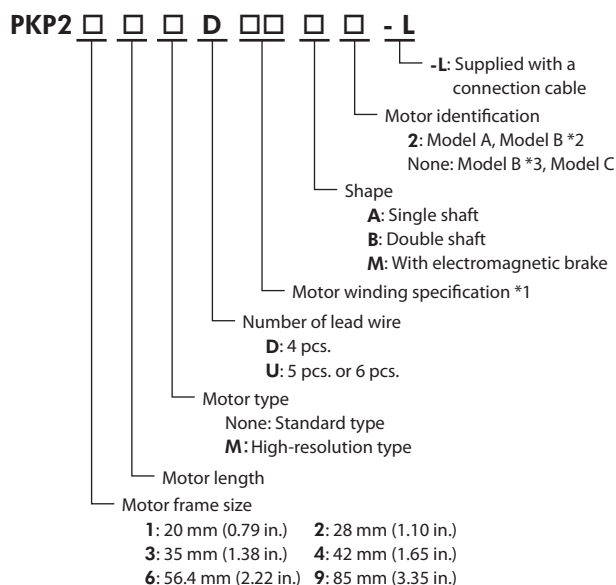 PKP2 □ □ □ D □□ □ □ - L
-L: Supplied with a
connection cable
Motor identification
2: Model A, Model B *2
None: Model B *3, Model C
Shape
A: Single shaft
B: Double shaft
M: With electromagnetic brake
Motor winding specification *1
Number of lead wire
D: 4 pcs.
U: 5 pcs. or 6 pcs.
Motor type
None: Standard type
M: High-resolution type
Motor length
Motor frame size
1: 20 mm (0.79 in.) 2: 28 mm (1.10 in.)
3: 35 mm (1.38 in.) 4: 42 mm (1.65 in.)
6: 56.4 mm (2.22 in.) 9: 85 mm (3.35 in.)